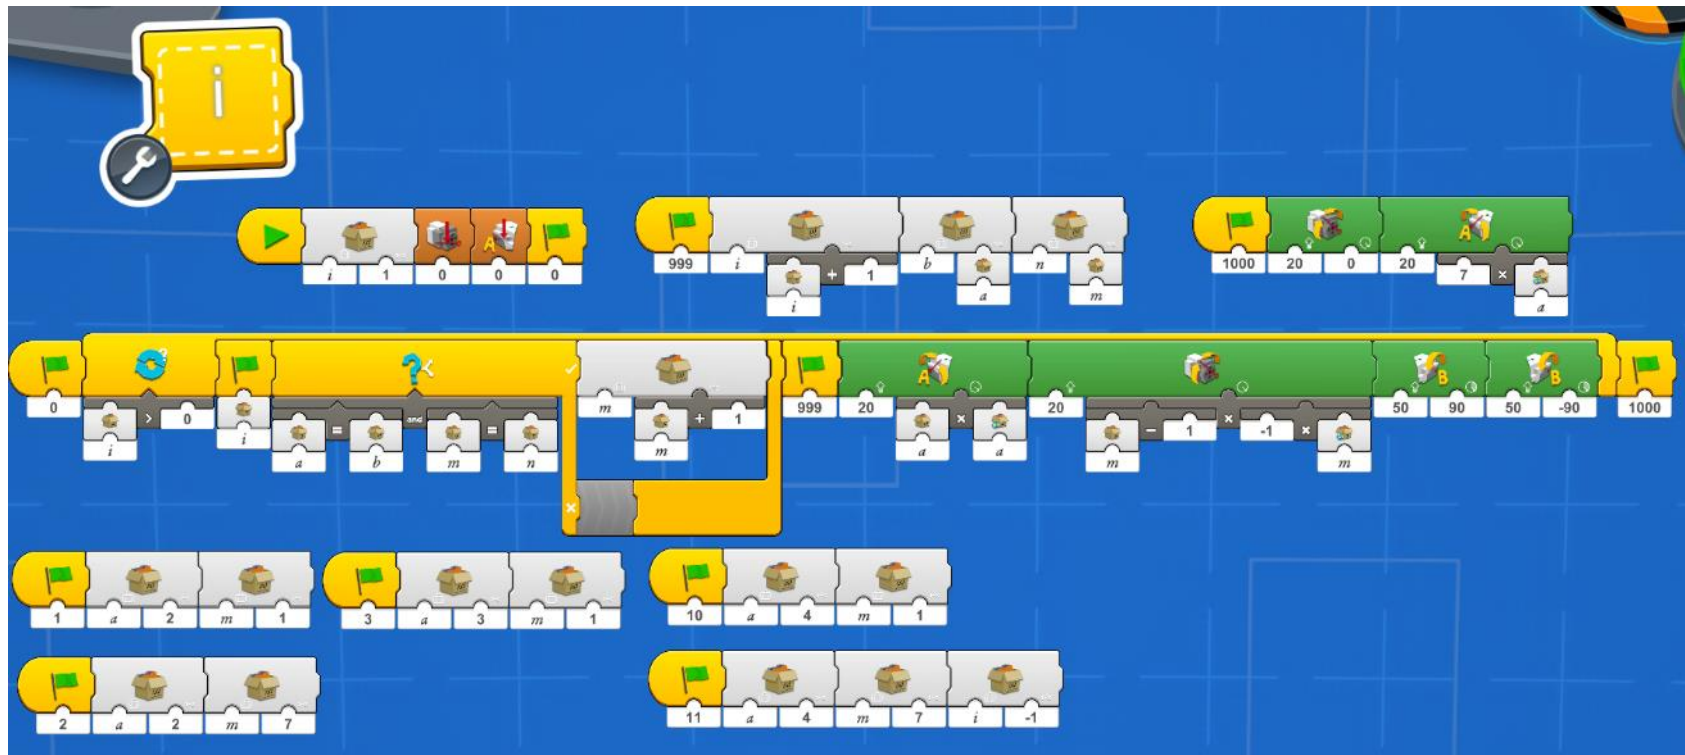 i
i 1 0 0 0
999 i i + 1 b a n m
1000 20 0 20 7 × a
A
A
0 i > 0 i a = b and m = n m m + 1 999 20 a × a 20 m - 1 × -1 × m 50 90 50 -90 1000
A
B
B
1 a 2 m 1
3 a 3 m 1
10 a 4 m 1
2 a 2 m 7
11 a 4 m 7 i -1